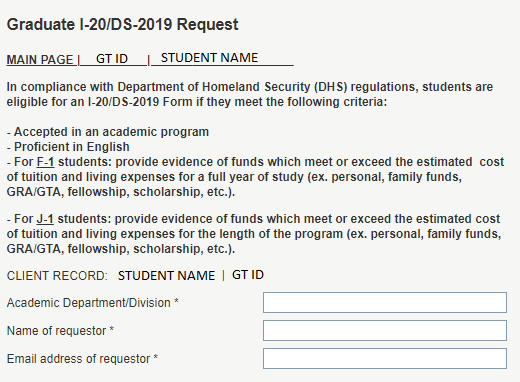 Graduate I-20/DS-2019 Request
MAIN PAGE | GT ID | STUDENT NAME
In compliance with Department of Homeland Security (DHS) regulations, students are
eligible for an I-20/DS-2019 Form if they meet the following criteria:
- Accepted in an academic program
- Proficient in English
- For F-1 students: provide evidence of funds which meet or exceed the estimated cost
of tuition and living expenses for a full year of study (ex. personal, family funds,
GRA/GTA, fellowship, scholarship, etc.).
- For J-1 students: provide evidence of funds which meet or exceed the estimated cost
of tuition and living expenses for the length of the program (ex. personal, family funds,
GRA/GTA, fellowship, scholarship, etc.).
CLIENT RECORD: STUDENT NAME | GT ID
Academic Department/Division *
Name of requestor *
Email address of requestor *